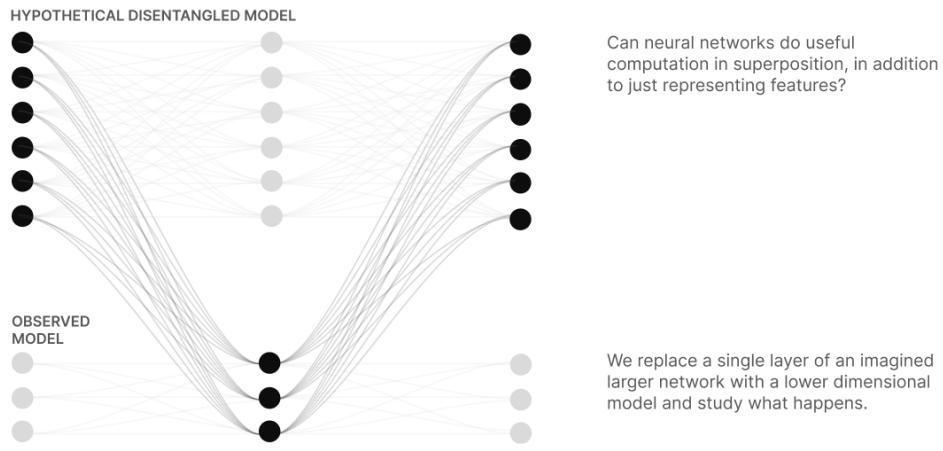 HYPOTHETICAL DISENTANGLED MODEL
Can neural networks do useful
computation in superposition, in addition
to just representing features?
OBSERVED
MODEL
We replace a single layer of an imagined
larger network with a lower dimensional
model and study what happens.